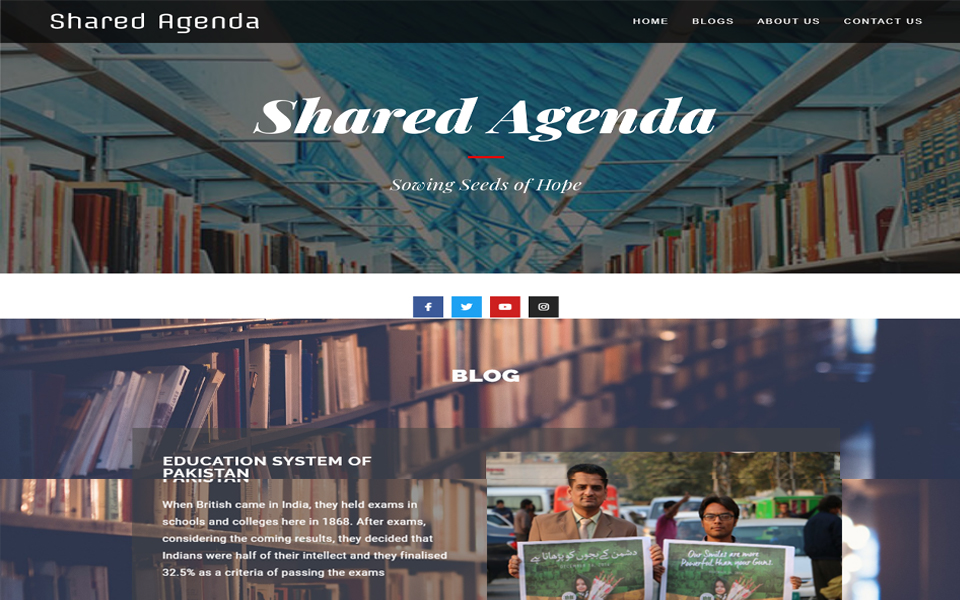 Shared Agenda
HOME BLOGS ABOUT US CONTACT US
Shared Agenda
Sowing Seeds of Hope
BLOG
EDUCATION SYSTEM OF
PAKISTAN
When British came in India, they held exams in
schools and colleges here in 1868. After exams,
considering the coming results, they decided that
Indians were half of their intellect and they finalised
32.5% as a criteria of passing the exams
دشمن کے بچوں کو پڑھانا ہے
Our Smiles are more
Powerful than your Guns